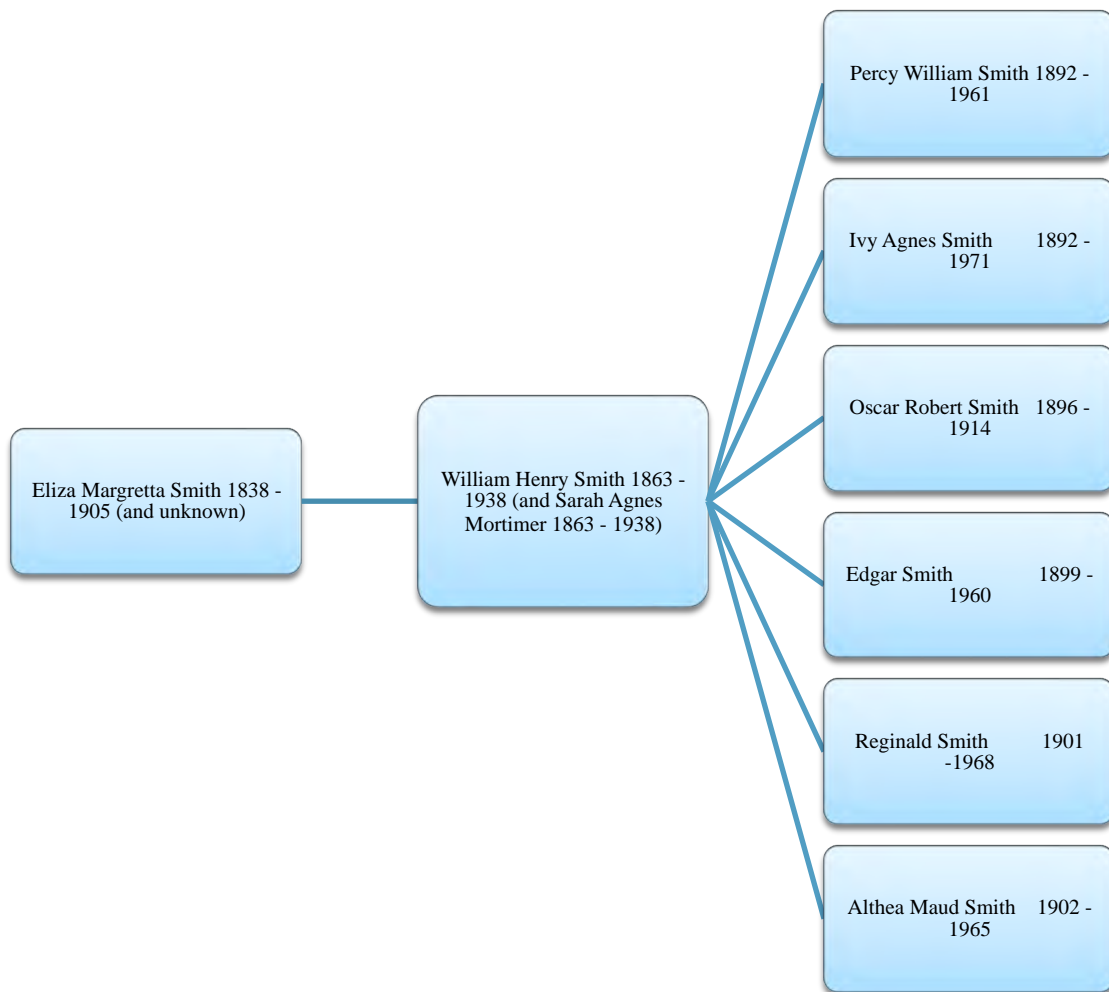 Eliza Margretta Smith 1838 -
1905 (and unknown)
William Henry Smith 1863 -
1938 (and Sarah Agnes
Mortimer 1863 - 1938)
Percy William Smith 1892 -
1961
Ivy Agnes Smith 1892 -
1971
Oscar Robert Smith 1896 -
1914
Edgar Smith 1899 -
1960
Reginald Smith 1901
-1968
Althea Maud Smith 1902 -
1965